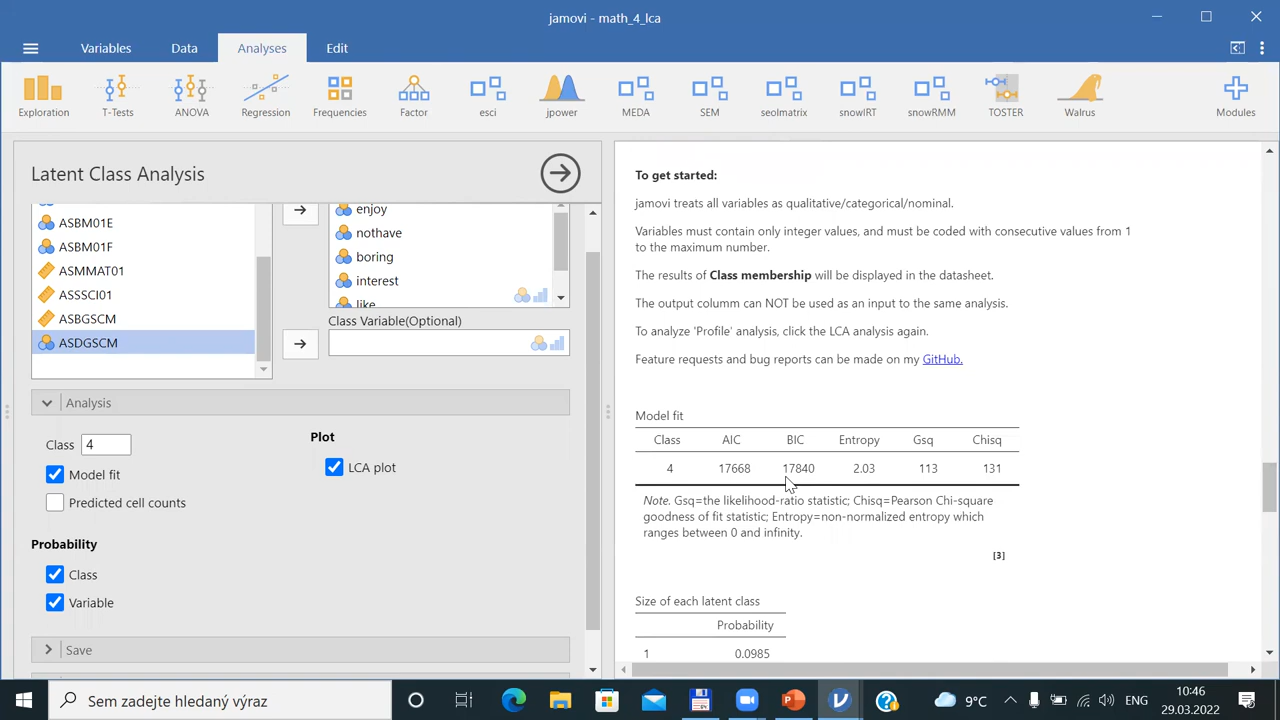 jamovi - math_4_lca
Variables
Data
Analyses
Edit
Exploration
T-Tests
ANOVA
Regression
Frequencies
Factor
esci
jpower
MEDA
SEM
seolmatrix
snowIRT
snowRMM
TOSTER
Walrus
Modules
Latent Class Analysis
ASBM01E
ASBM01F
ASMMAT01
ASSSCI01
ASBGSCM
ASDGSCM
enjoy
nothave
boring
interest
like
Class Variable(Optional)
Analysis
Class 4
Model fit
Predicted cell counts
Probability
Class
Variable
Plot
LCA plot
Save
To get started:
jamovi treats all variables as qualitative/categorical/nominal.
Variables must contain only integer values, and must be coded with consecutive values from 1
to the maximum number.
The results of Class membership will be displayed in the datasheet.
The output columm can NOT be used as an input to the same analysis.
To analyze 'Profile' analysis, click the LCA analysis again.
Feature requests and bug reports can be made on my GitHub.
Model fit
Class AIC BIC Entropy Gsq Chisq
4 17668 17840 2.03 113 131
Note. Gsq=the likelihood-ratio statistic; Chisq=Pearson Chi-square
goodness of fit statistic; Entropy=non-normalized entropy which
ranges between 0 and infinity.
[3]
Size of each latent class
Probability
1 0.0985
Sem zadejte hledaný výraz
9°C
ENG
10:46
29.03.2022